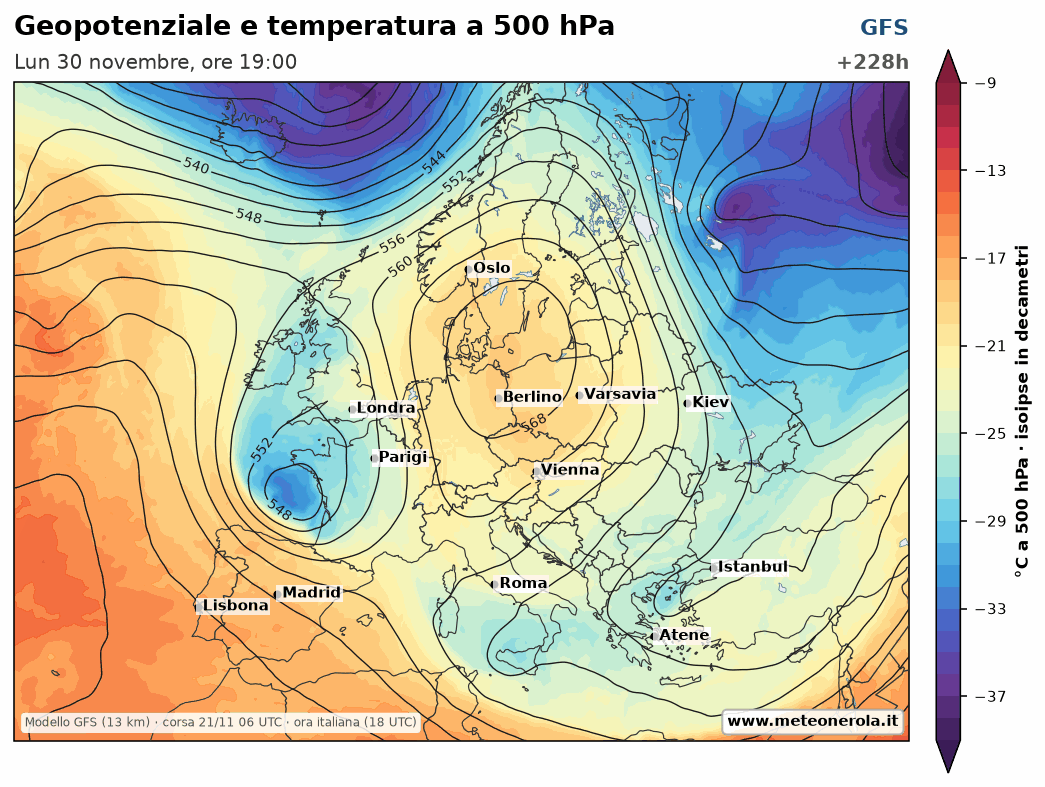 Geopotenziale e temperatura a 500 hPa
GFS
Lun 30 novembre, ore 19:00
+228h
540
544
552
548
556
560
Oslo
Berlino
Varsavia
Kiev
Londra
568
552
Parigi
Vienna
548
Istanbul
Roma
Madrid
Lisbona
Atene
Modello GFS (13 km) · corsa 21/11 06 UTC · ora italiana (18 UTC)
www.meteonerola.it
−9
−13
−17
−21
−25
−29
−33
−37
°C a 500 hPa · isoipse in decametri